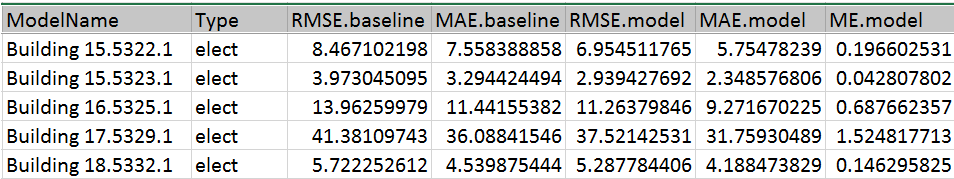 ModelName Type RMSE.baseline MAE.baseline RMSE.model MAE.model ME.model
Building 15.5322.1 elect 8.467102198 7.558388858 6.954511765 5.75478239 0.196602531
Building 15.5323.1 elect 3.973045095 3.294424494 2.939427692 2.348576806 0.042807802
Building 16.5325.1 elect 13.96259979 11.44155382 11.26379846 9.271670225 0.687662357
Building 17.5329.1 elect 41.38109743 36.08841546 37.52142531 31.75930489 1.524817713
Building 18.5332.1 elect 5.722252612 4.539875444 5.287784406 4.188473829 0.146295825